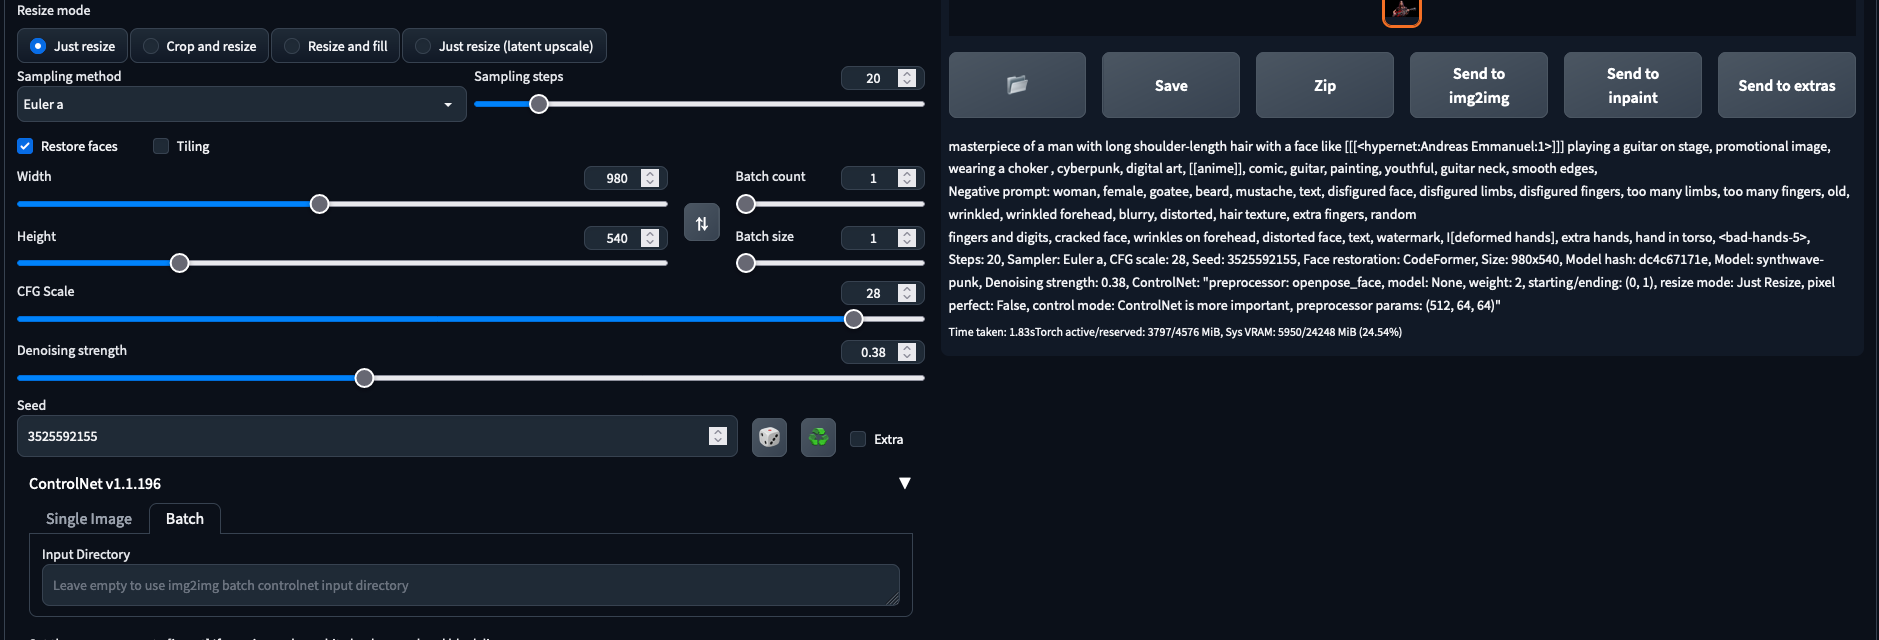 Resize mode
Just resize
Crop and resize
Resize and fill
Just resize (latent upscale)
Sampling method
Sampling steps
20
Euler a
Restore faces
Tiling
Width
980
Batch count
1
Height
540
Batch size
1
CFG Scale
28
Denoising strength
0.38
Seed
3525592155
Extra
ControlNet v1.1.196
Single Image
Batch
Input Directory
Leave empty to use img2img batch controlnet input directory
Save
Zip
Send to
img2img
Send to
inpaint
Send to extras
masterpiece of a man with long shoulder-length hair with a face like [[[<hypernet:Andreas Emmanuel:1>]]] playing a guitar on stage, promotional image,
wearing a choker , cyberpunk, digital art, [[anime]], comic, guitar, painting, youthful, guitar neck, smooth edges,
Negative prompt: woman, female, goatee, beard, mustache, text, disfigured face, disfigured limbs, disfigured fingers, too many limbs, too many fingers, old,
wrinkled, wrinkled forehead, blurry, distorted, hair texture, extra fingers, random
fingers and digits, cracked face, wrinkles on forehead, distorted face, text, watermark, I[deformed hands], extra hands, hand in torso, <bad-hands-5>,
Steps: 20, Sampler: Euler a, CFG scale: 28, Seed: 3525592155, Face restoration: CodeFormer, Size: 980x540, Model hash: dc4c67171e, Model: synthwave-
punk, Denoising strength: 0.38, ControlNet: "preprocessor: openpose_face, model: None, weight: 2, starting/ending: (0, 1), resize mode: Just Resize, pixel
perfect: False, control mode: ControlNet is more important, preprocessor params: (512, 64, 64)"
Time taken: 1.83sTorch active/reserved: 3797/4576 MiB, Sys VRAM: 5950/24248 MiB (24.54%)